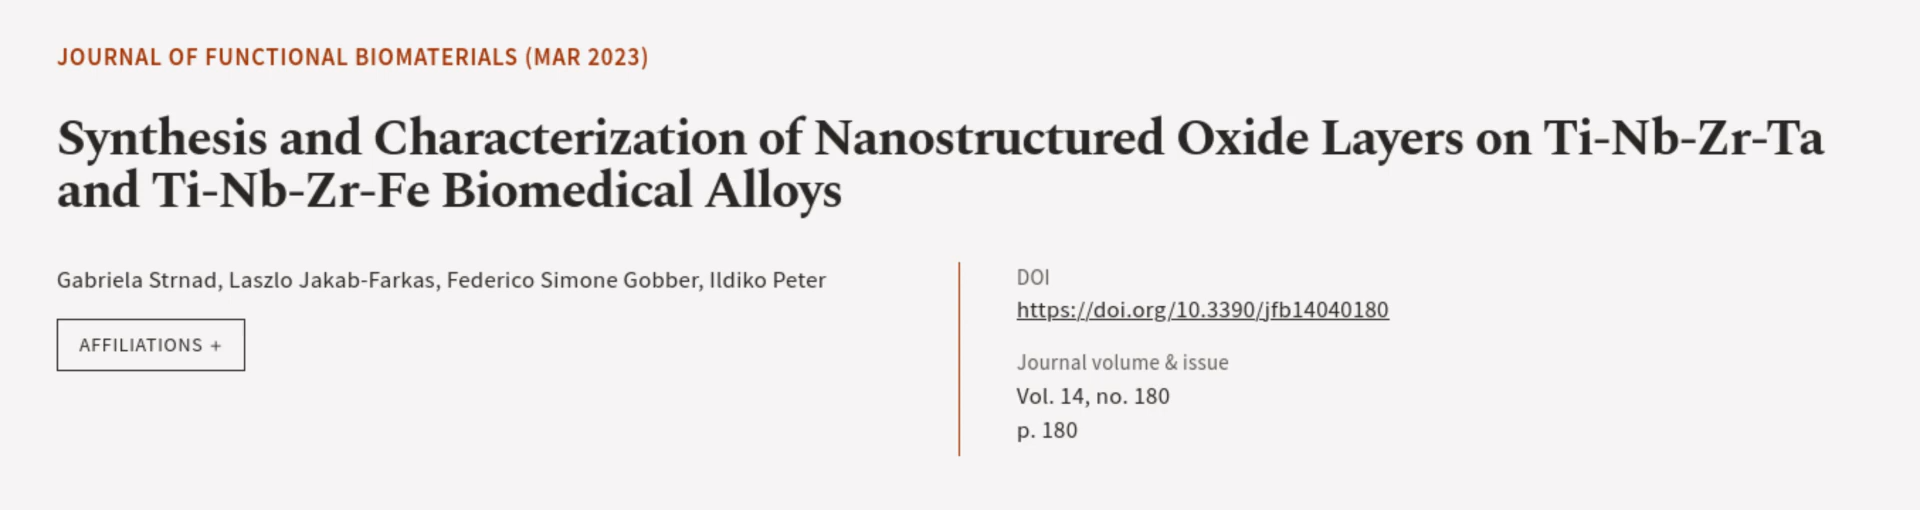 JOURNAL OF FUNCTIONAL BIOMATERIALS (MAR 2023)
Synthesis and Characterization of Nanostructured Oxide Layers on Ti-Nb-Zr-Ta
and Ti-Nb-Zr-Fe Biomedical Alloys
Gabriela Strnad, Laszlo Jakab-Farkas, Federico Simone Gobber, Ildiko Peter
AFFILIATIONS +
DOI
https://doi.org/10.3390/jfb14040180
Journal volume & issue
Vol. 14, no. 180
p. 180